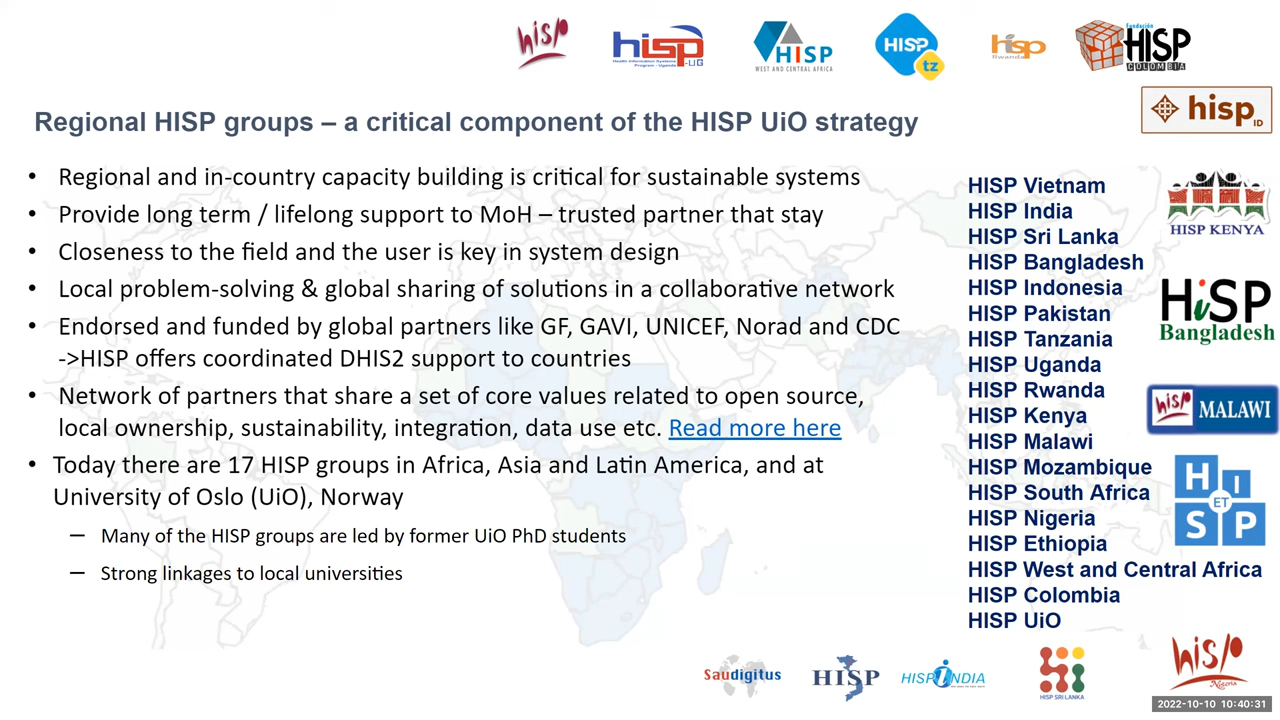 hisp
hisp -UG
Health Information Systems
Program - Uganda
HISP
WEST AND CENTRAL AFRICA
HISP
tz
hisp
Rwanda
Fundación
HISP
COLOMBIA
hisp
ID
Regional HISP groups – a critical component of the HISP UiO strategy
• Regional and in-country capacity building is critical for sustainable systems
• Provide long term / lifelong support to MoH – trusted partner that stay
• Closeness to the field and the user is key in system design
• Local problem-solving & global sharing of solutions in a collaborative network
• Endorsed and funded by global partners like GF, GAVI, UNICEF, Norad and CDC
->HISP offers coordinated DHIS2 support to countries
• Network of partners that share a set of core values related to open source,
local ownership, sustainability, integration, data use etc. Read more here
• Today there are 17 HISP groups in Africa, Asia and Latin America, and at
University of Oslo (UiO), Norway
– Many of the HISP groups are led by former UiO PhD students
– Strong linkages to local universities
HISP Vietnam
HISP India
HISP Sri Lanka
HISP Bangladesh
HISP Indonesia
HISP Pakistan
HISP Tanzania
HISP Uganda
HISP Rwanda
HISP Kenya
HISP Malawi
HISP Mozambique
HISP South Africa
HISP Nigeria
HISP Ethiopia
HISP West and Central Africa
HISP Colombia
HISP UiO
HISP KENYA
HiSP
Bangladesh
hisp MALAWI
HI
ET
SP
Saudigitus
HISP
HISP INDIA
HISP SRI LANKA
hisp
Nigeria
2022-10-10 10:40:31